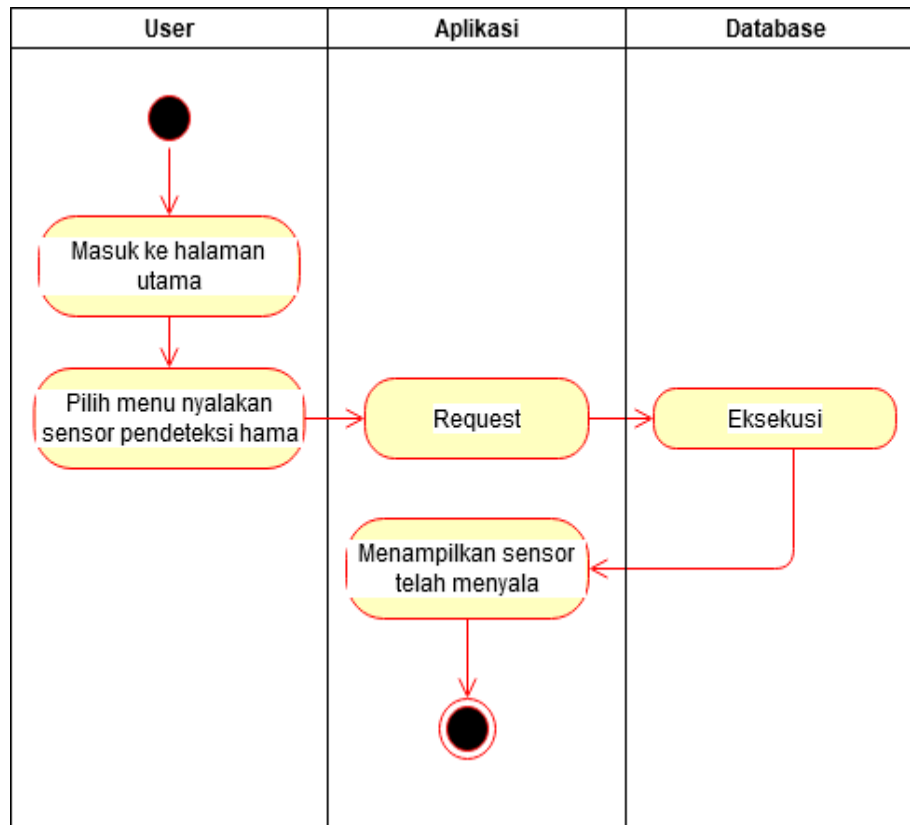 User
Aplikasi
Database
Masuk ke halaman
utama
Pilih menu nyalakan
sensor pendeteksi hama
Request
Eksekusi
Menampilkan sensor
telah menyala